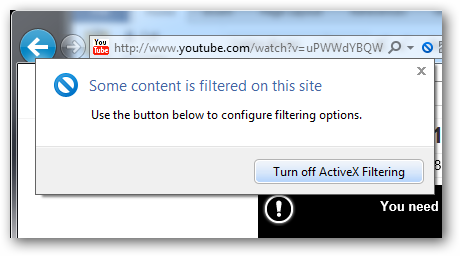 You
Tube
http://www.youtube.com/watch?v=uPWWdYBQW
Some content is filtered on this site
Use the button below to configure filtering options.
Turn off ActiveX Filtering
8
You need